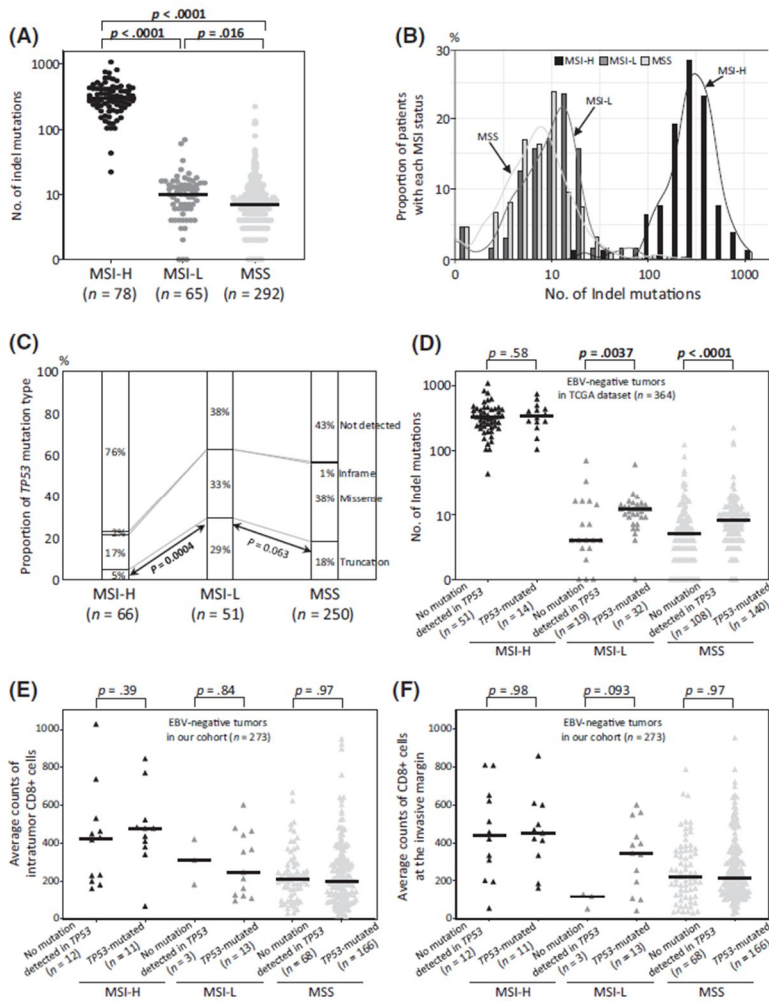 (A)
p < .0001
p < .0001
p = .016
No. of Indel mutations
1000
100
10
0
MSI-H
(n = 78)
MSI-L
(n = 65)
MSS
(n = 292)
(B)
%
30
20
10
0
Proportion of patients
with each MSI status
MSI-H MSI-L MSS
MSS
MSI-L
MSI-H
0 10 100 1000
No. of Indel mutations
(C)
%
100
80
60
40
20
0
Proportion of TP53 mutation type
76%
2%
17%
5%
38%
33%
29%
43% Not detected
1% Inframe
38% Missense
18% Truncation
P = 0.0004
P = 0.063
MSI-H
(n = 66)
MSI-L
(n = 51)
MSS
(n = 250)
(D)
p = .58
p = .0037
p < .0001
EBV-negative tumors
in TCGA dataset (n = 364)
No. of Indel mutations
1000
100
10
0
No mutation
detected in TP53
(n = 51)
TP53-mutated
(n = 14)
No mutation
detected in TP53
(n = 19)
TP53-mutated
(n = 32)
No mutation
detected in TP53
(n = 108)
TP53-mutated
(n = 140)
MSI-H
MSI-L
MSS
(E)
p = .39
p = .84
p = .97
EBV-negative tumors
in our cohort (n = 273)
Average counts of
intratumor CD8+ cells
1000
800
600
400
200
0
No mutation
detected in TP53
(n = 12)
TP53-mutated
(n = 11)
No mutation
detected in TP53
(n = 3)
TP53-mutated
(n = 13)
No mutation
detected in TP53
(n = 68)
TP53-mutated
(n = 166)
MSI-H
MSI-L
MSS
(F)
p = .98
p = .093
p = .97
EBV-negative tumors
in our cohort (n = 273)
Average counts of CD8+ cells
at the invasive margin
1000
800
600
400
200
0
No mutation
detected in TP53
(n = 12)
TP53-mutated
(n = 11)
No mutation
detected in TP53
(n = 3)
TP53-mutated
(n = 13)
No mutation
detected in TP53
(n = 68)
TP53-mutated
(n = 166)
MSI-H
MSI-L
MSS